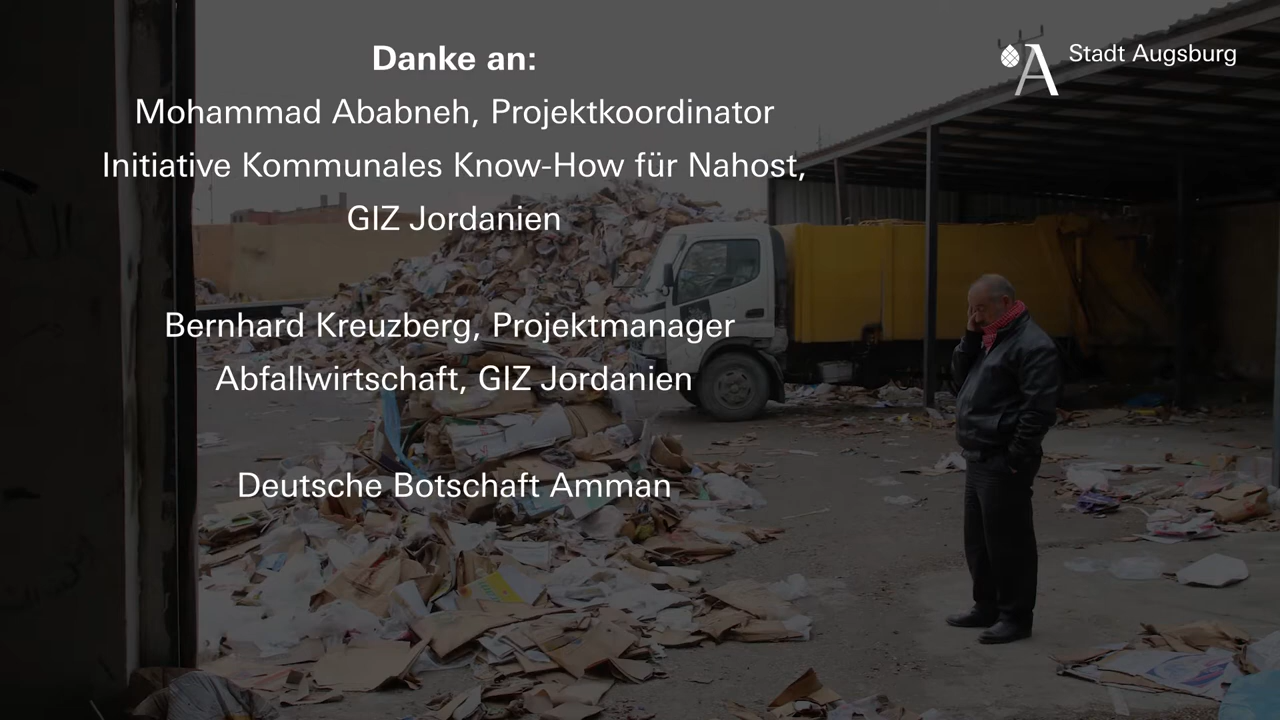 Danke an:
Mohammad Ababneh, Projektkoordinator
Initiative Kommunales Know-How für Nahost,
GIZ Jordanien
Bernhard Kreuzberg, Projektmanager
Abfallwirtschaft, GIZ Jordanien
Deutsche Botschaft Amman
A Stadt Augsburg